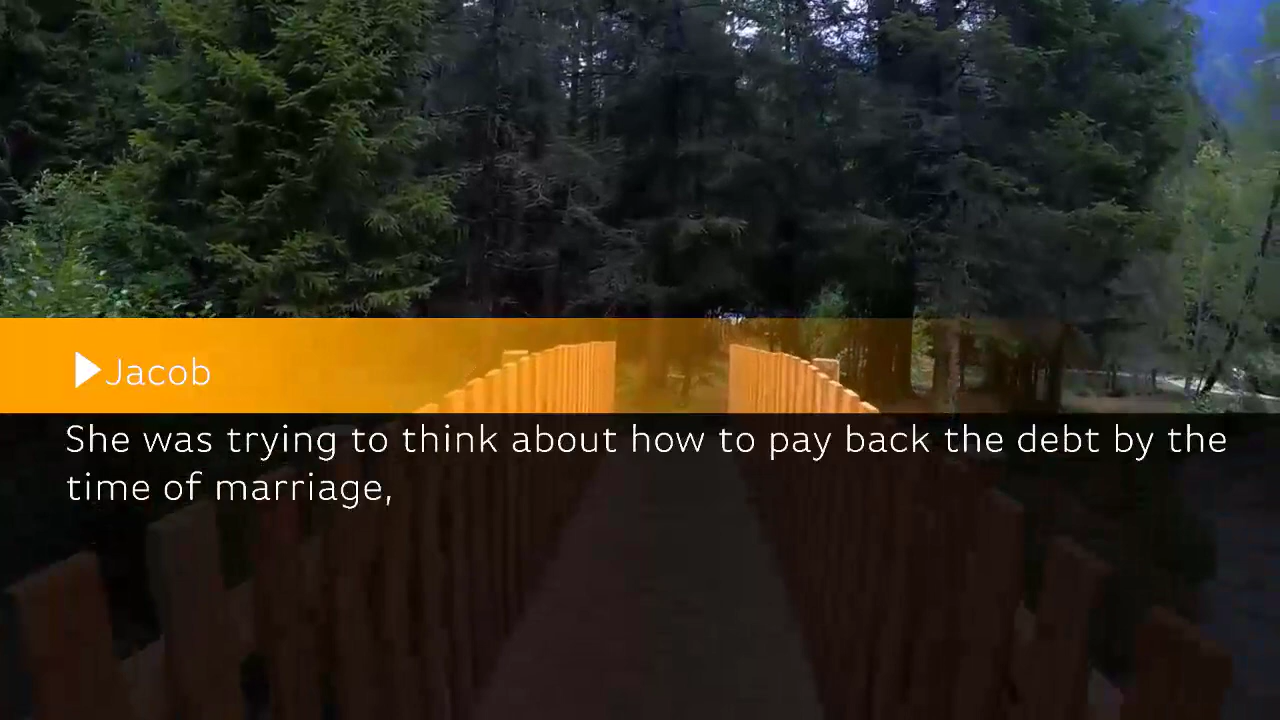 Jacob
She was trying to think about how to pay back the debt by the
time of marriage,